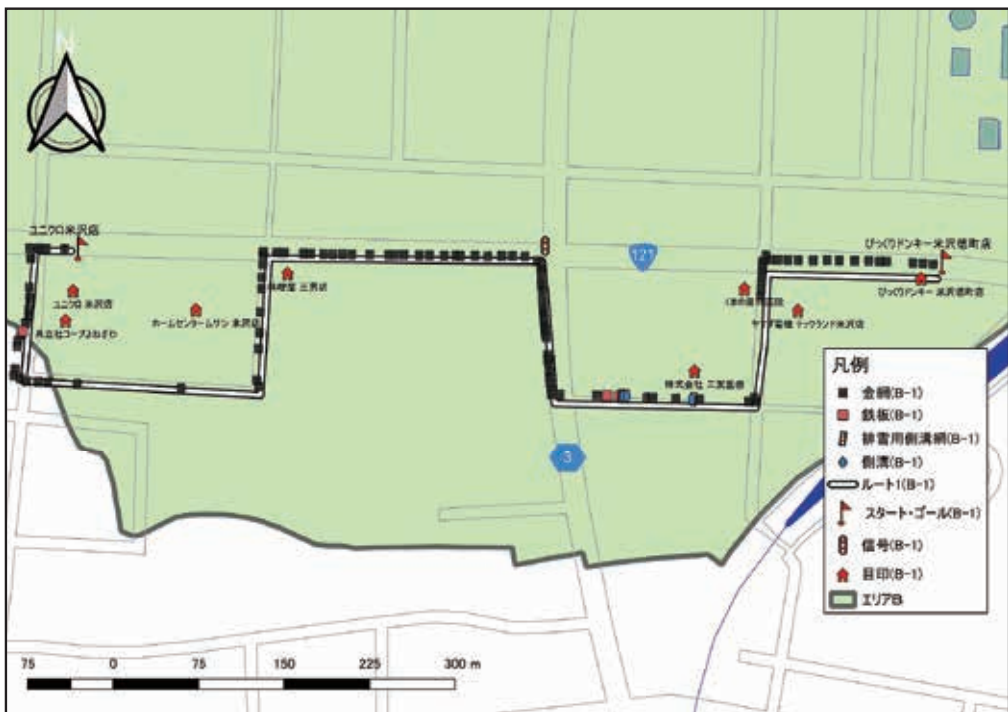 N
ユニクロ米沢店
びっくりドンキー米沢徳町店
121
ユニクロ 米沢店
共立社コープよねざわ
ホームセンタームサシ 米沢店
三男坊
びっくりドンキー 米沢徳町店
ヤマダ電機 テックランド米沢店
株式会社 三友医療
3
凡例
金網(B-1)
鉄板(B-1)
排雪用側溝網(B-1)
側溝(B-1)
ルート1(B-1)
スタート・ゴール(B-1)
信号(B-1)
目印(B-1)
エリアB
75 0 75 150 225 300 m